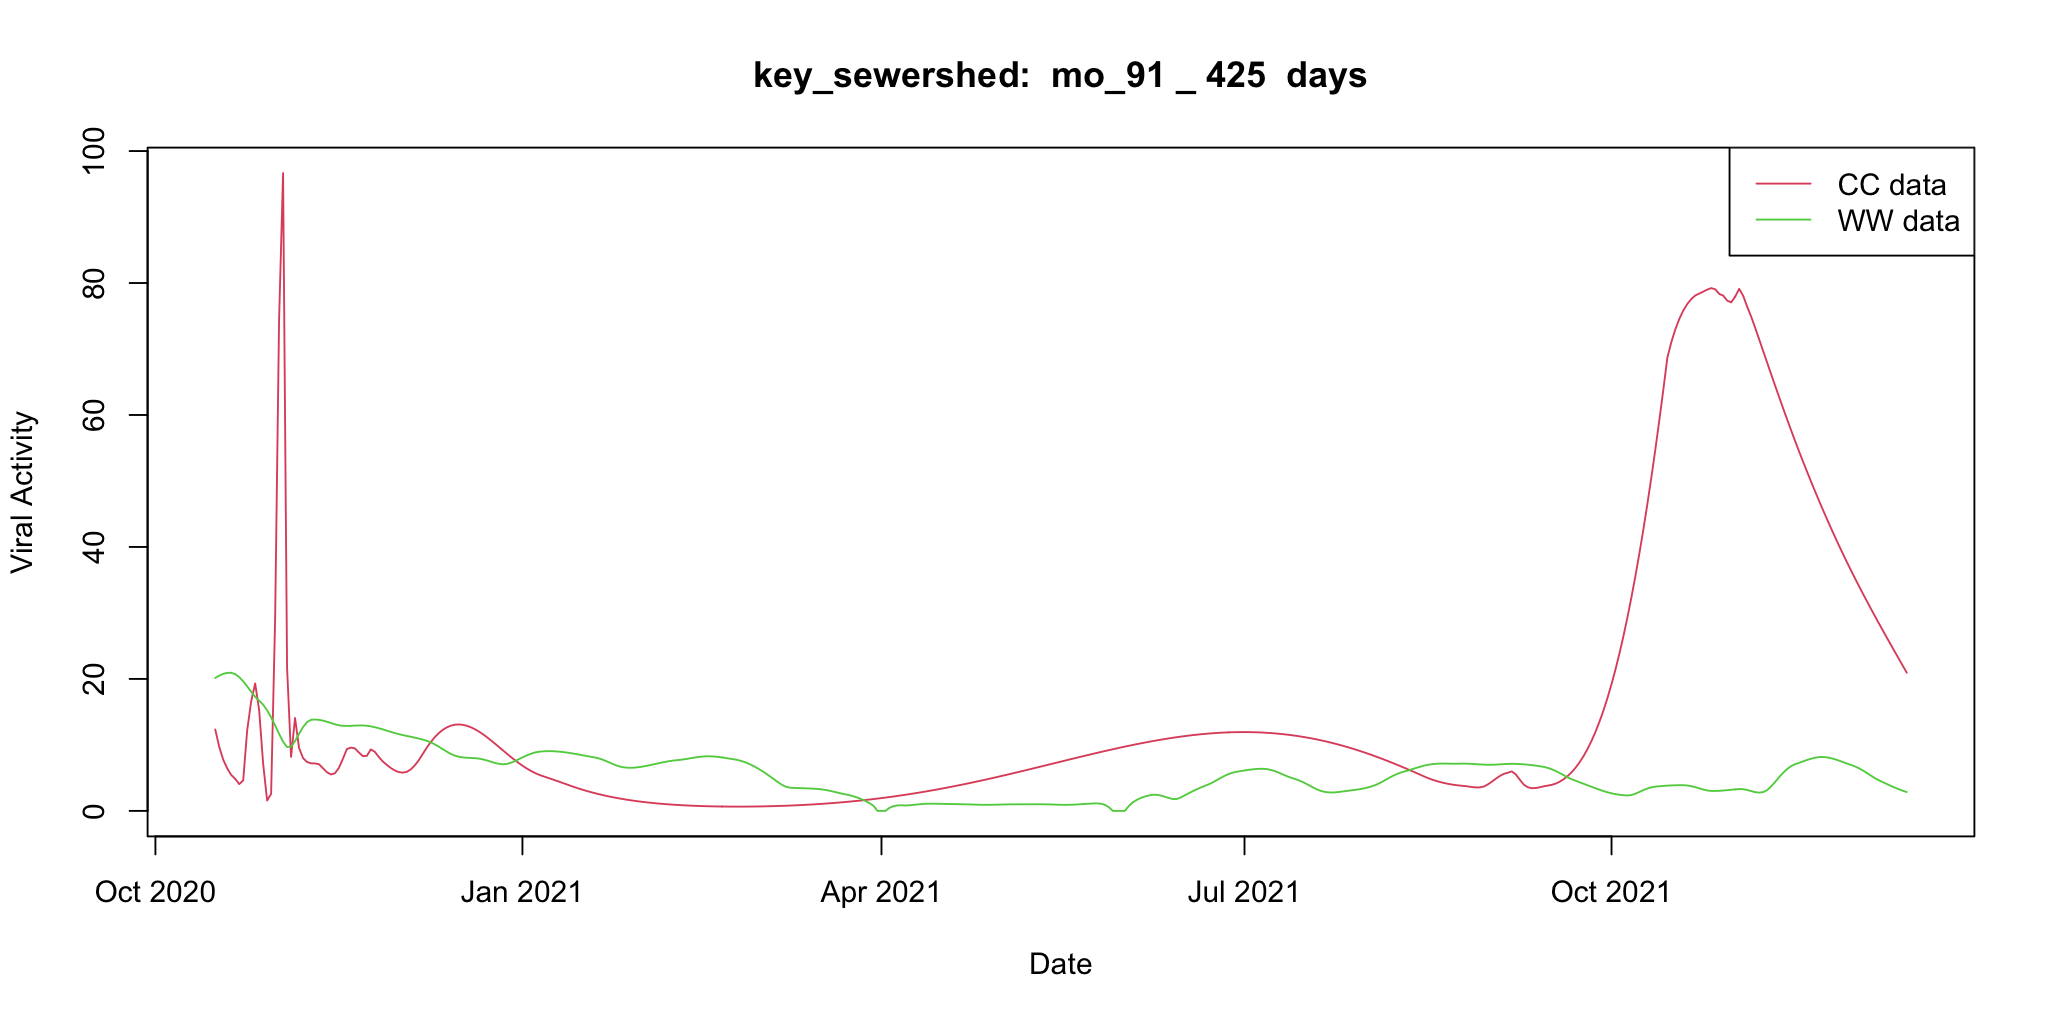 key_sewershed:  mo_91 _ 425  days
100
80
60
40
20
0
Viral Activity
CC data
WW data
Oct 2020
Jan 2021
Apr 2021
Jul 2021
Oct 2021
Date